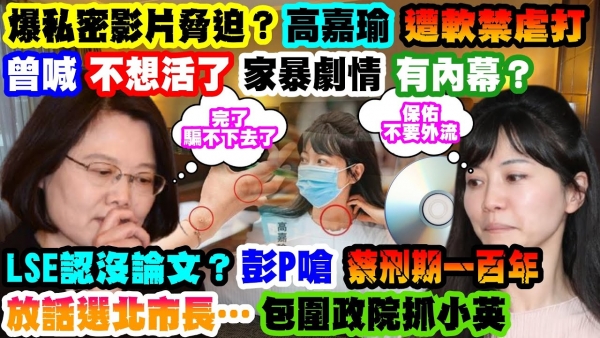 爆私密影片脅迫？ 高嘉瑜 遭軟禁虐打
曾喊 不想活了 家暴劇情 有內幕？
完了
騙不下去了
保佑
不要外流
高嘉
LSE認沒論文？ 彭P嗆 蔡刑期一百年
放話選北市長… 包圍政院抓小英